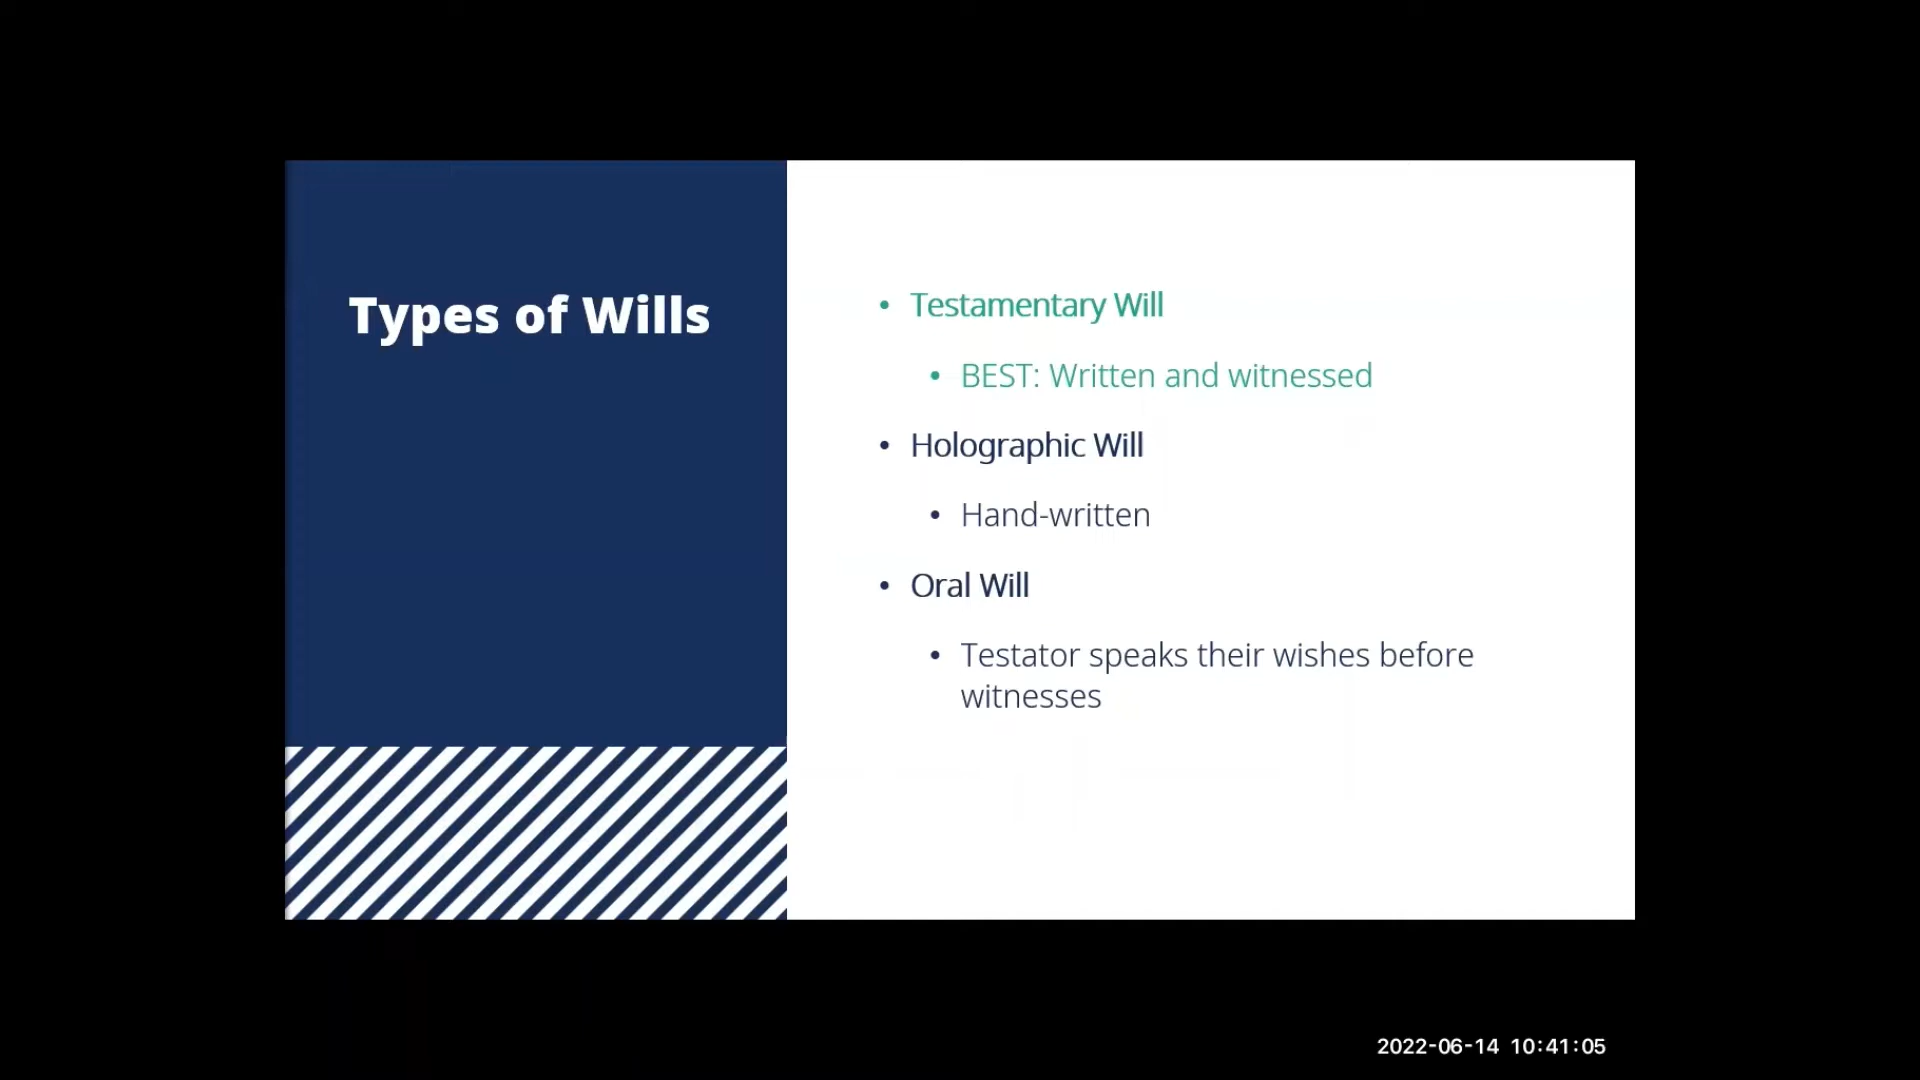 Types of Wills
• Testamentary Will
• BEST: Written and witnessed
• Holographic Will
• Hand-written
• Oral Will
• Testator speaks their wishes before
witnesses
2022-06-14 10:41:05